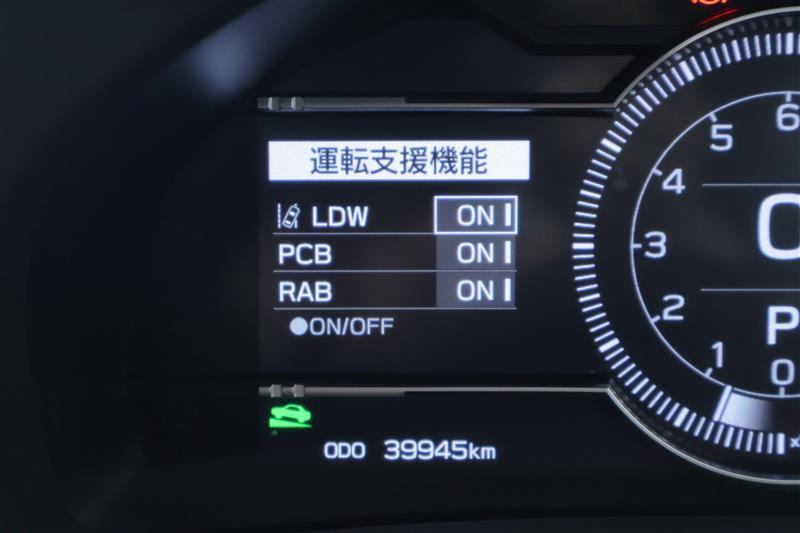 運転支援機能
LDW ON
PCB ON
RAB ON
●ON/OFF
ODO 39945km
6
5
4
3
2
1
0
P